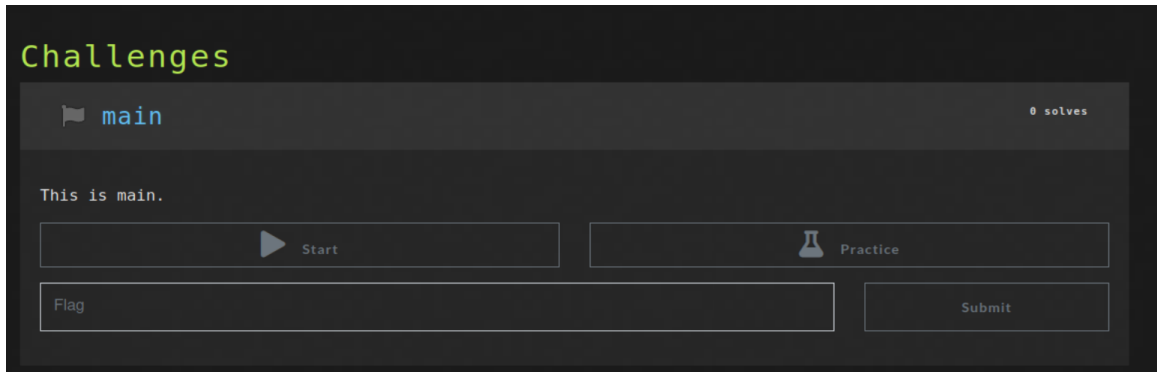 Challenges
main
0 solves
This is main.
Start
Practice
Flag
Submit